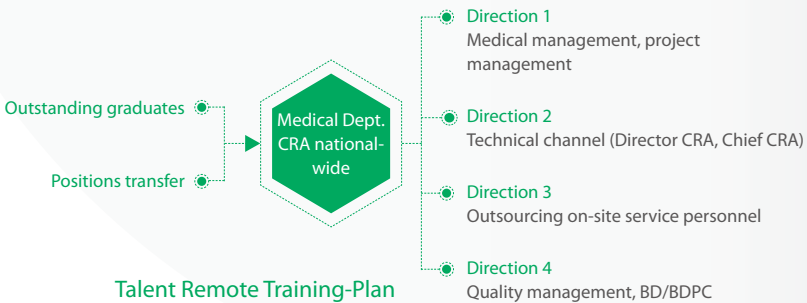 Outstanding graduates
Positions transfer
Medical Dept.
CRA national-
wide
Direction 1
Medical management, project
management
Direction 2
Technical channel (Director CRA, Chief CRA)
Direction 3
Outsourcing on-site service personnel
Direction 4
Quality management, BD/BDPC
Talent Remote Training-Plan